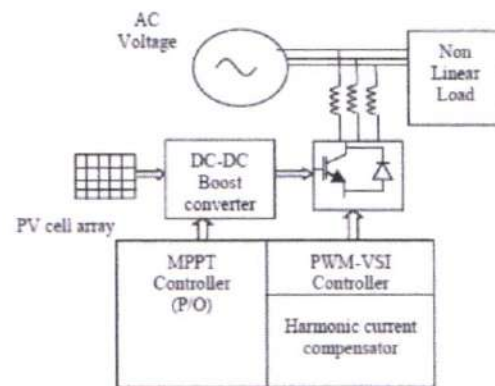 AC
Voltage
Non
Linear
Load
DC-DC
Boost
converter
PV cell array
MPPT
Controller
(P/O)
PWM-VSI
Controller
Harmonic current
compensator